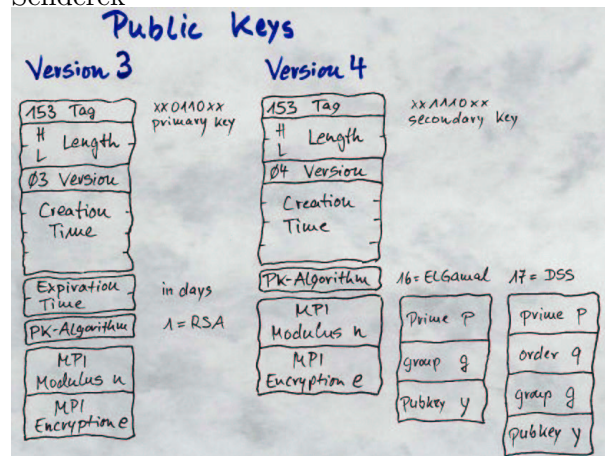 Senderek
Public Keys
Version 3
Version 4
153 Tag
xx0110xx
primary key
H
L
Length
Ø3 Version
Creation
Time
Expiration
Time
in days
PK-Algorithm
1=RSA
MPI
Modulus n
MPI
Encryption e
153 Tag
xx1110xx
secondary key
H
L
Length
Ø4 Version
Creation
Time
PK-Algorithm
MPI
Modulus n
MPI
Encryption e
16=ElGamal
Prime p
group g
Pubkey y
17= DSS
prime p
order q
group g
pubkey y